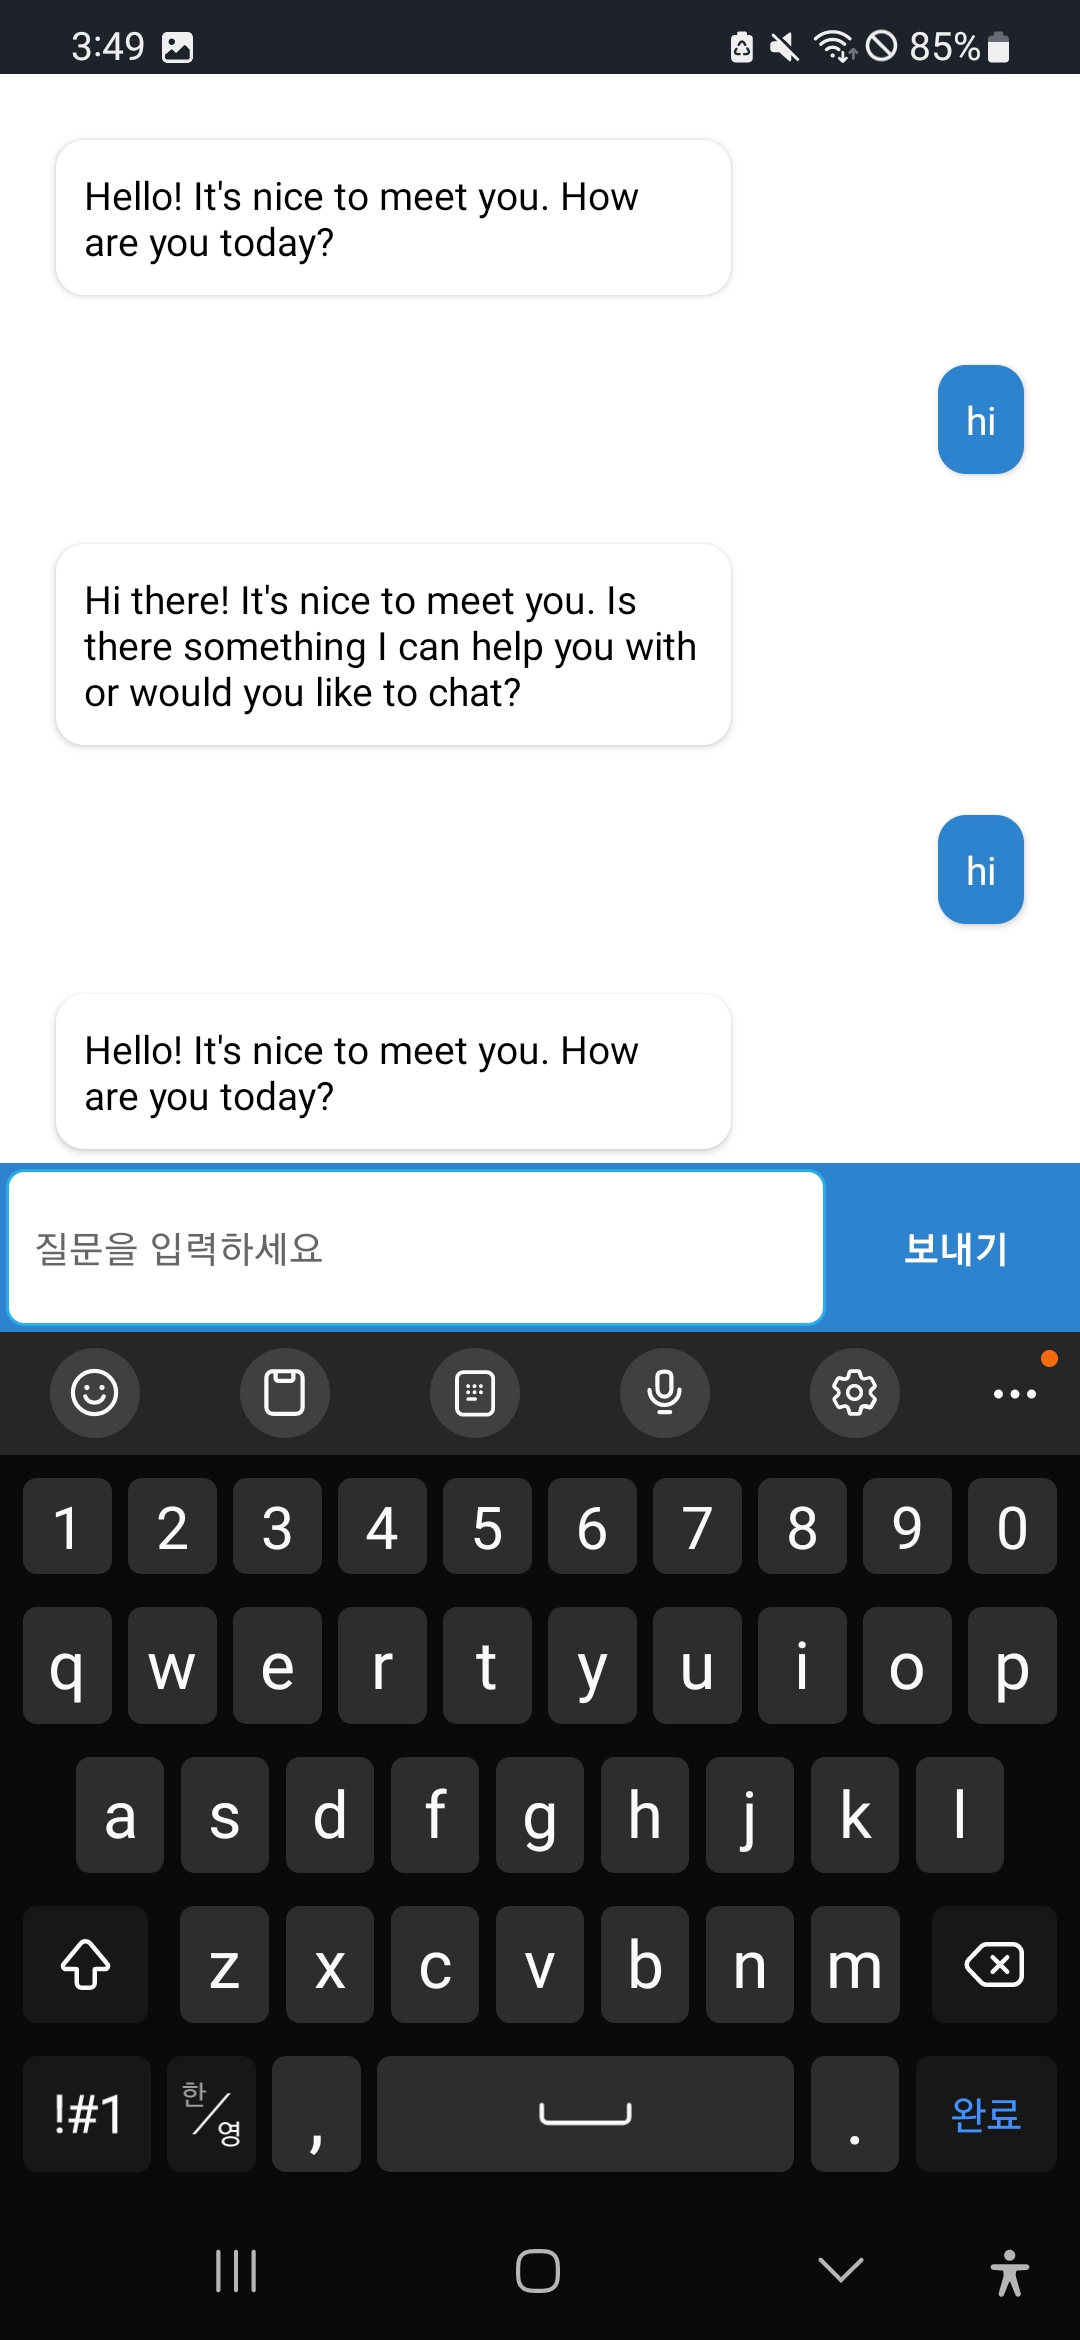 3:49
85%
Hello! It's nice to meet you. How
are you today?
hi
Hi there! It's nice to meet you. Is
there something I can help you with
or would you like to chat?
hi
Hello! It's nice to meet you. How
are you today?
질문을 입력하세요
보내기
1 2 3 4 5 6 7 8 9 0
q w e r t y u i o p
a s d f g h j k l
z x c v b n m
!#1 한/영 , . 완료